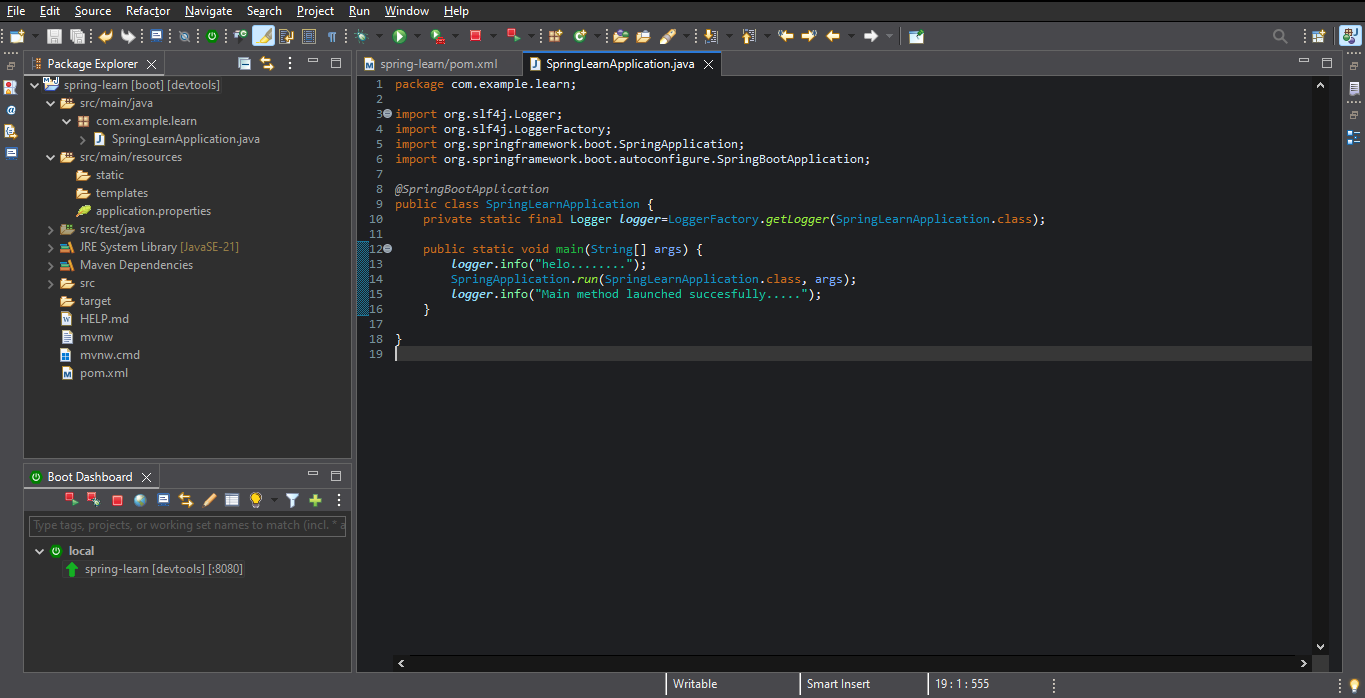 File Edit Source Refactor Navigate Search Project Run Window Help
Package Explorer
spring-learn [boot] [devtools]
src/main/java
com.example.learn
SpringLearnApplication.java
src/main/resources
static
templates
application.properties
src/test/java
JRE System Library [JavaSE-21]
Maven Dependencies
src
target
HELP.md
mvnw
mvnw.cmd
pom.xml
Boot Dashboard
Type tags, projects, or working set names to match (incl. * a
local
spring-learn [devtools] [:8080]
spring-learn/pom.xml
SpringLearnApplication.java
1 package com.example.learn;
2
3 import org.slf4j.Logger;
4 import org.slf4j.LoggerFactory;
5 import org.springframework.boot.SpringApplication;
6 import org.springframework.boot.autoconfigure.SpringBootApplication;
7
8 @SpringBootApplication
9 public class SpringLearnApplication {
10 private static final Logger logger=LoggerFactory.getLogger(SpringLearnApplication.class);
11
12 public static void main(String[] args) {
13 logger.info("helo........");
14 SpringApplication.run(SpringLearnApplication.class, args);
15 logger.info("Main method launched succesfully.....");
16 }
17
18 }
19
Writable
Smart Insert
19 : 1 : 555